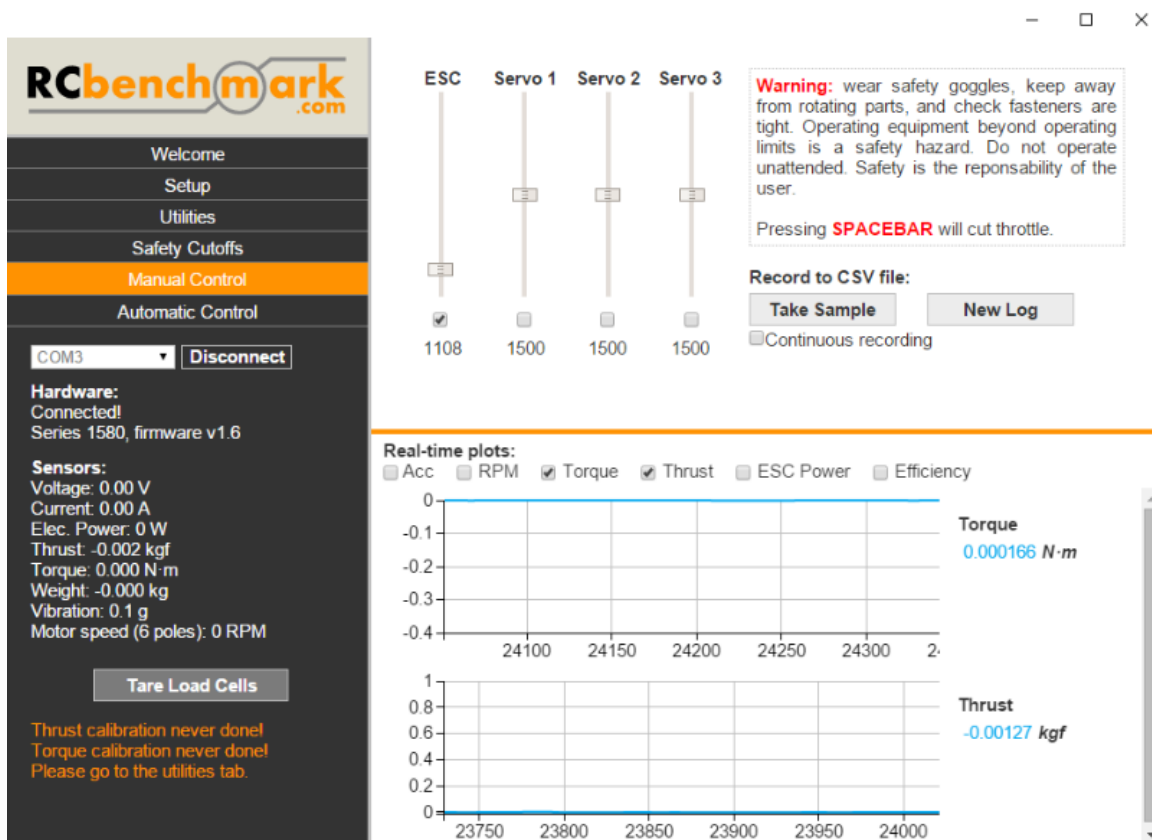 RCbenchmark
.com
Welcome
Setup
Utilities
Safety Cutoffs
Manual Control
Automatic Control
COM3 Disconnect
Hardware:
Connected!
Series 1580, firmware v1.6
Sensors:
Voltage: 0.00 V
Current: 0.00 A
Elec. Power: 0 W
Thrust: -0.002 kgf
Torque: 0.000 N·m
Weight: -0.000 kg
Vibration: 0.1 g
Motor speed (6 poles): 0 RPM
Tare Load Cells
Thrust calibration never done!
Torque calibration never done!
Please go to the utilities tab.
ESC Servo 1 Servo 2 Servo 3
1108 1500 1500 1500
Warning: wear safety goggles, keep away
from rotating parts, and check fasteners are
tight. Operating equipment beyond operating
limits is a safety hazard. Do not operate
unattended. Safety is the reponsability of the
user.
Pressing SPACEBAR will cut throttle.
Record to CSV file:
Take Sample New Log
Continuous recording
Real-time plots:
Acc RPM Torque Thrust ESC Power Efficiency
0
-0.1
-0.2
-0.3
-0.4
24100 24150 24200 24250 24300 2
Torque
0.000166 N·m
1
0.8
0.6
0.4
0.2
0
23750 23800 23850 23900 23950 24000
Thrust
-0.00127 kgf